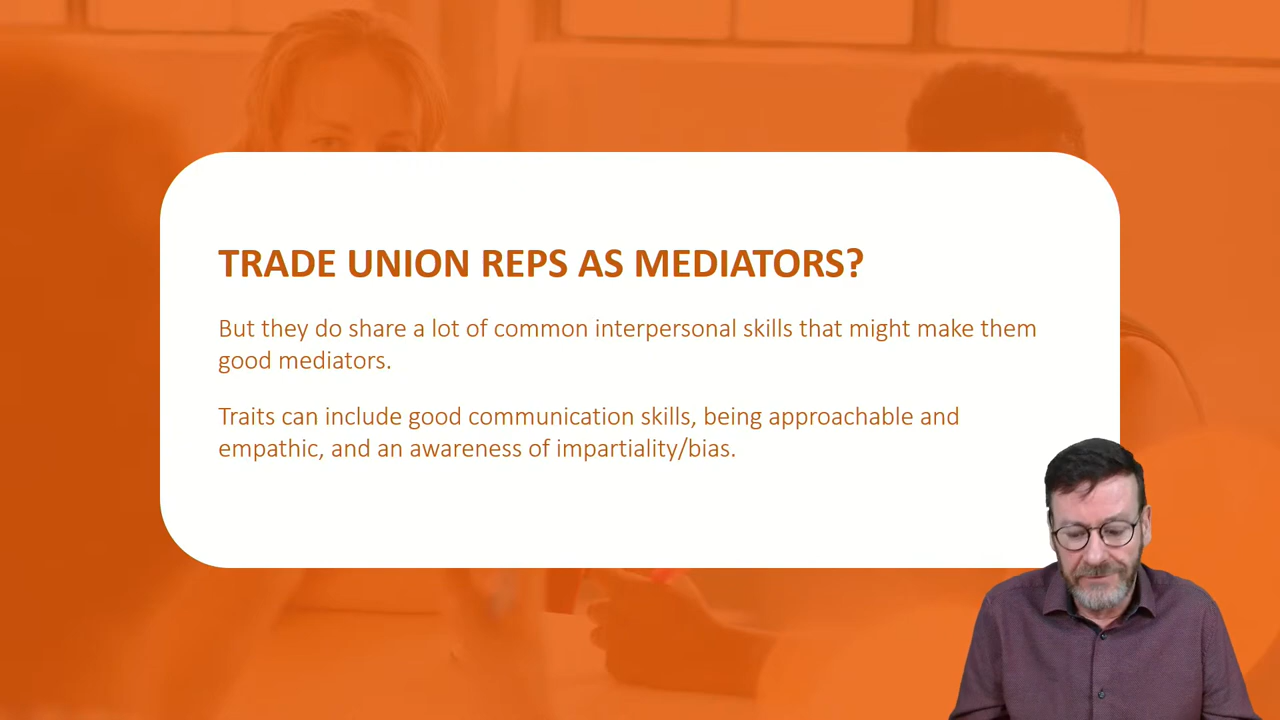 TRADE UNION REPS AS MEDIATORS?
But they do share a lot of common interpersonal skills that might make them
good mediators.
Traits can include good communication skills, being approachable and
empathic, and an awareness of impartiality/bias.